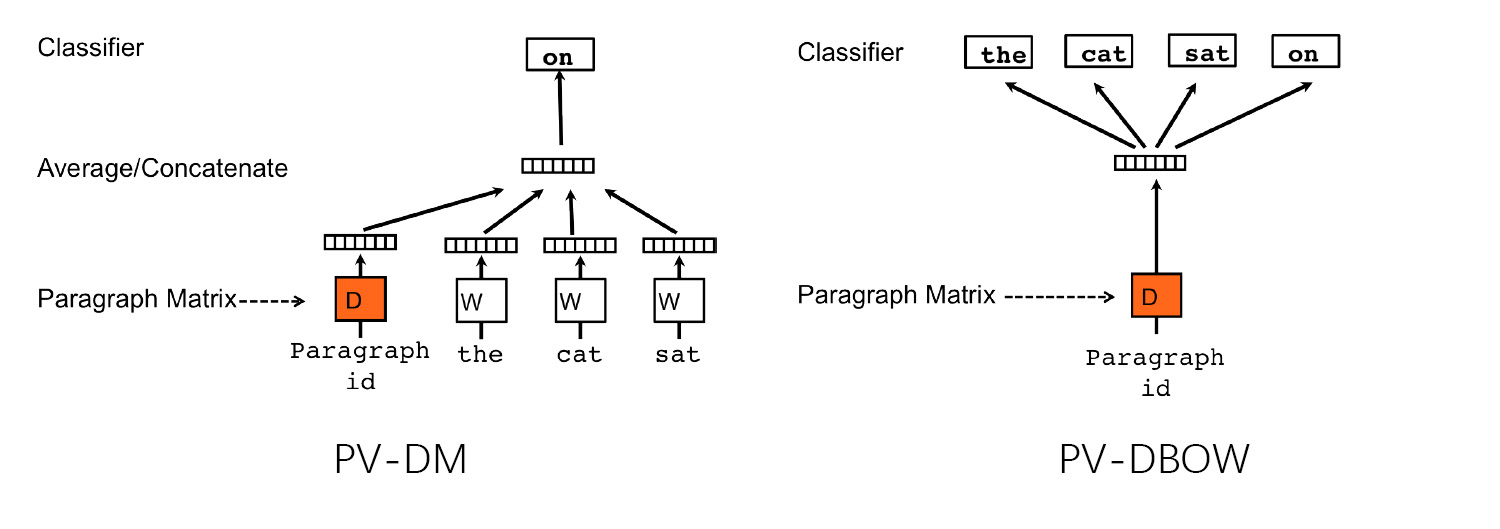 Classifier
on
Average/Concatenate
Paragraph Matrix
D
W
W
W
Paragraph
id
the
cat
sat
PV-DM
Classifier
the
cat
sat
on
Paragraph Matrix
D
Paragraph
id
PV-DBOW